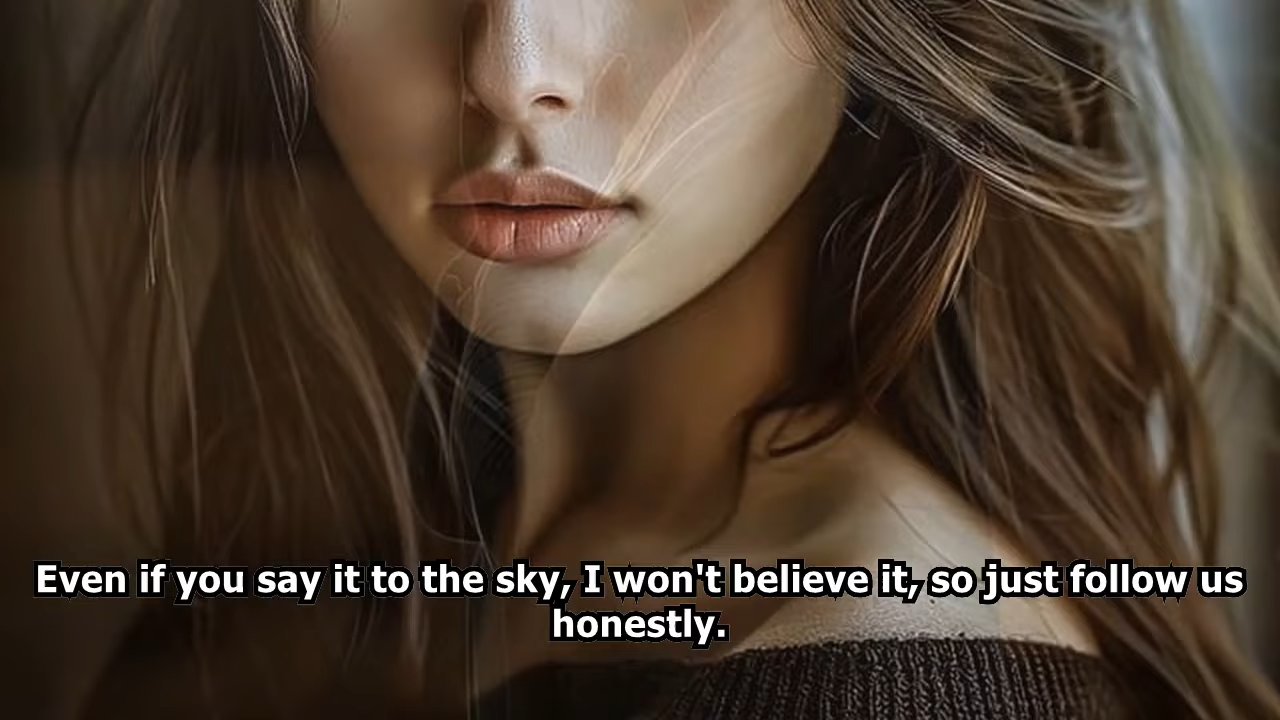 Even if you say it to the sky, I won't believe it, so just follow us
honestly.